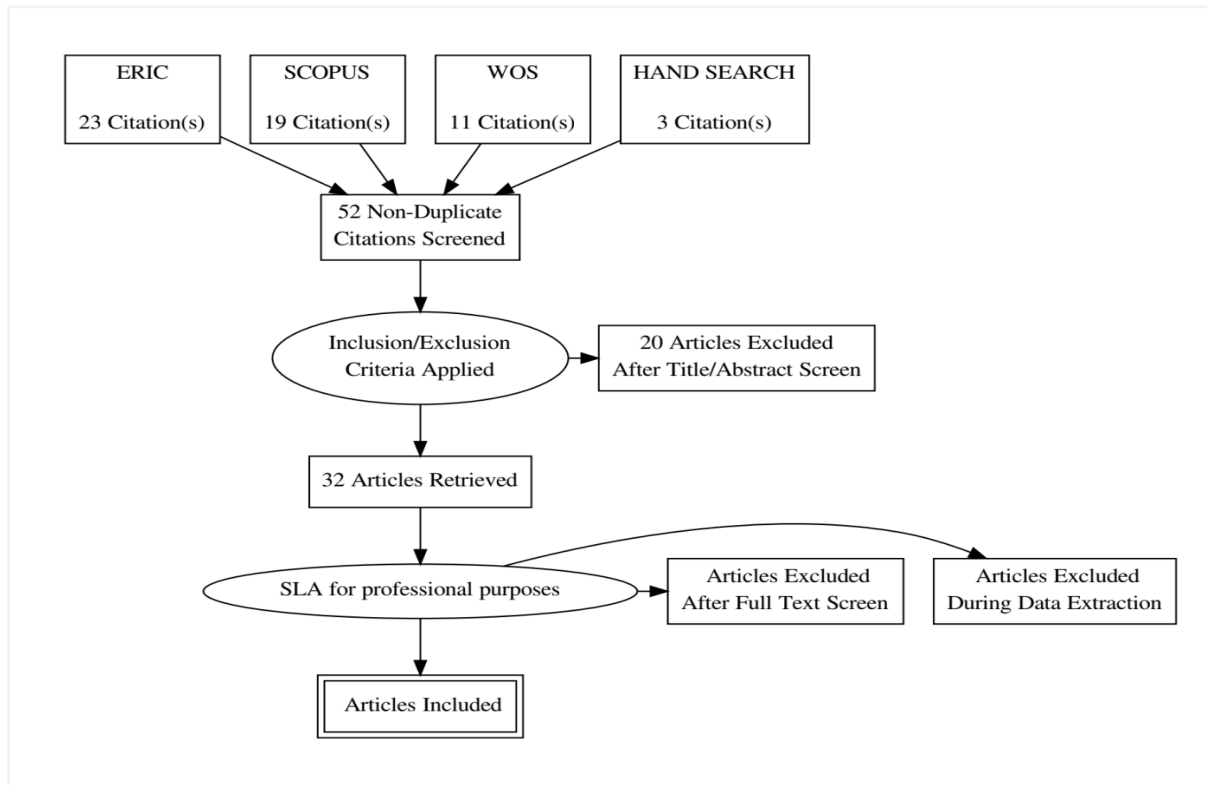 ERIC
23 Citation(s)
SCOPUS
19 Citation(s)
WOS
11 Citation(s)
HAND SEARCH
3 Citation(s)
52 Non-Duplicate
Citations Screened
Inclusion/Exclusion
Criteria Applied
20 Articles Excluded
After Title/Abstract Screen
32 Articles Retrieved
SLA for professional purposes
Articles Excluded
After Full Text Screen
Articles Excluded
During Data Extraction
Articles Included